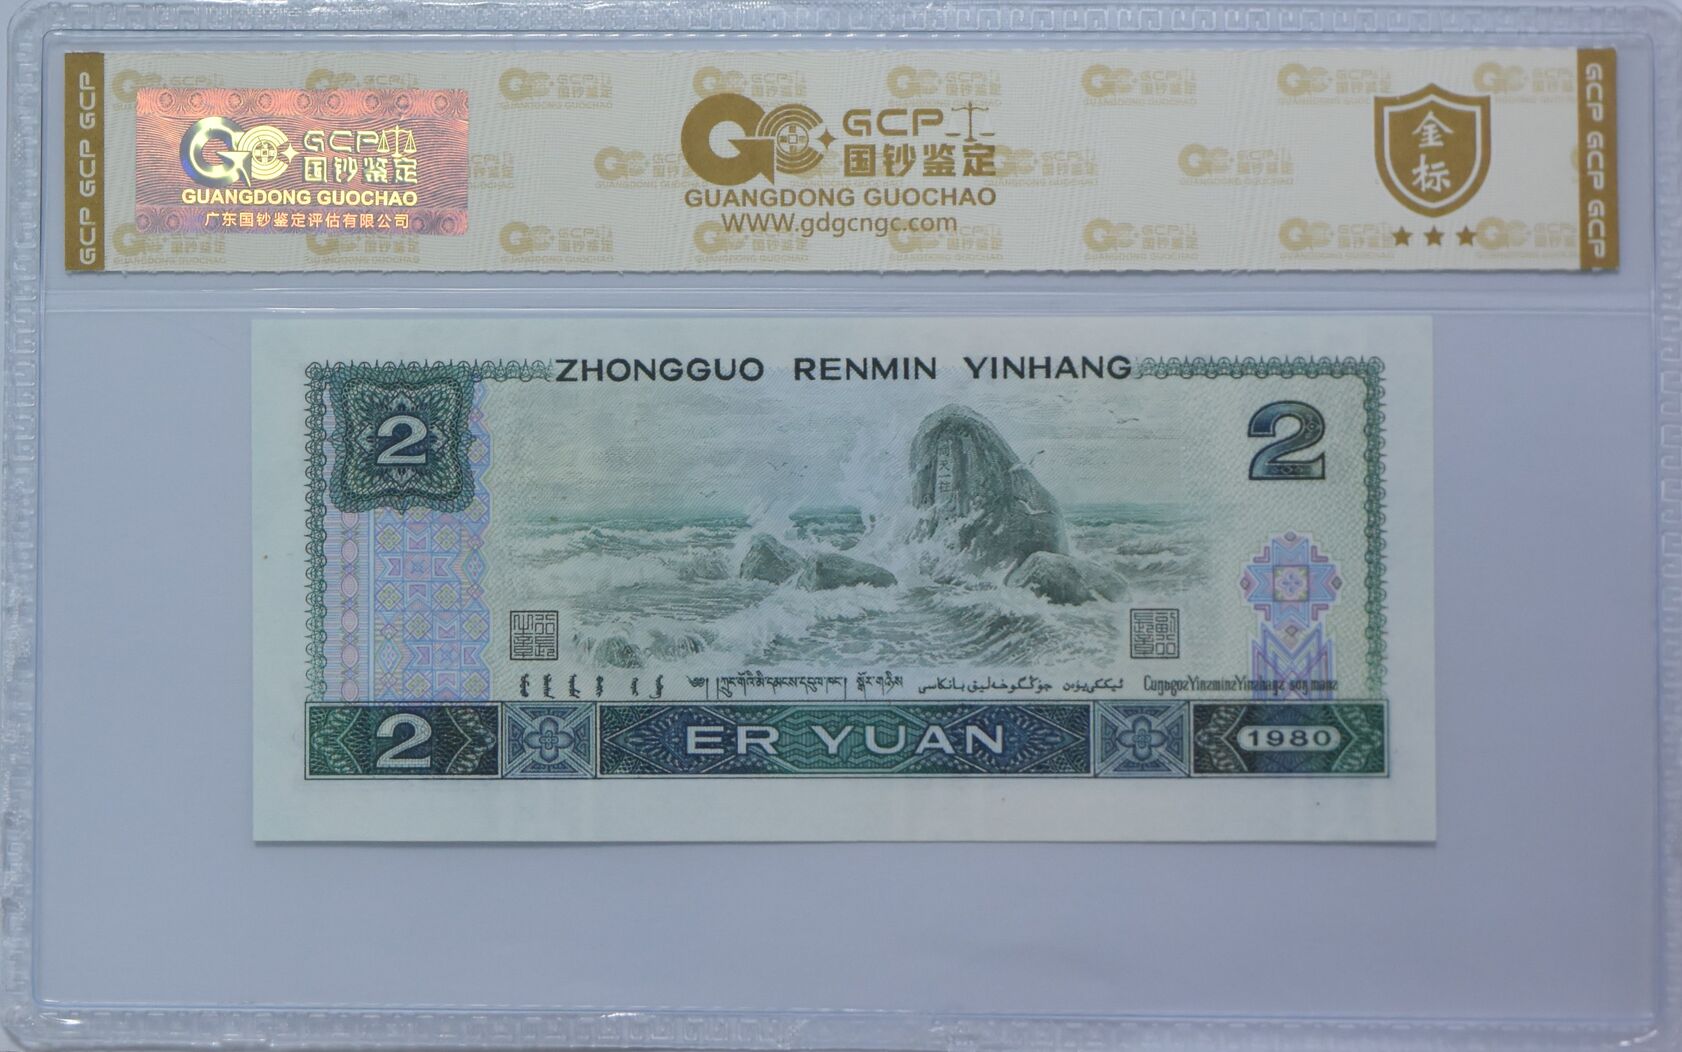 GCP GCP GCP
GCP
国钞鉴定
GUANGDONG GUOCHAO
广东国钞鉴定评估有限公司
GCP
国钞鉴定
GUANGDONG GUOCHAO
WWW.gdgcngc.com
金标
GCP GCP GCP
ZHONGGUO RENMIN YINHANG
2
2
2
ER YUAN
1980